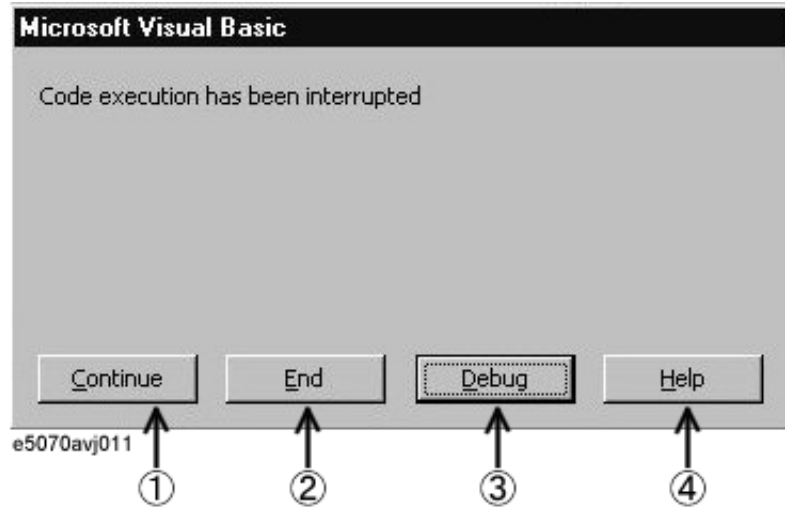 Microsoft Visual Basic
Code execution has been interrupted
Continue End Debug Help
e5070avj011
① ② ③ ④